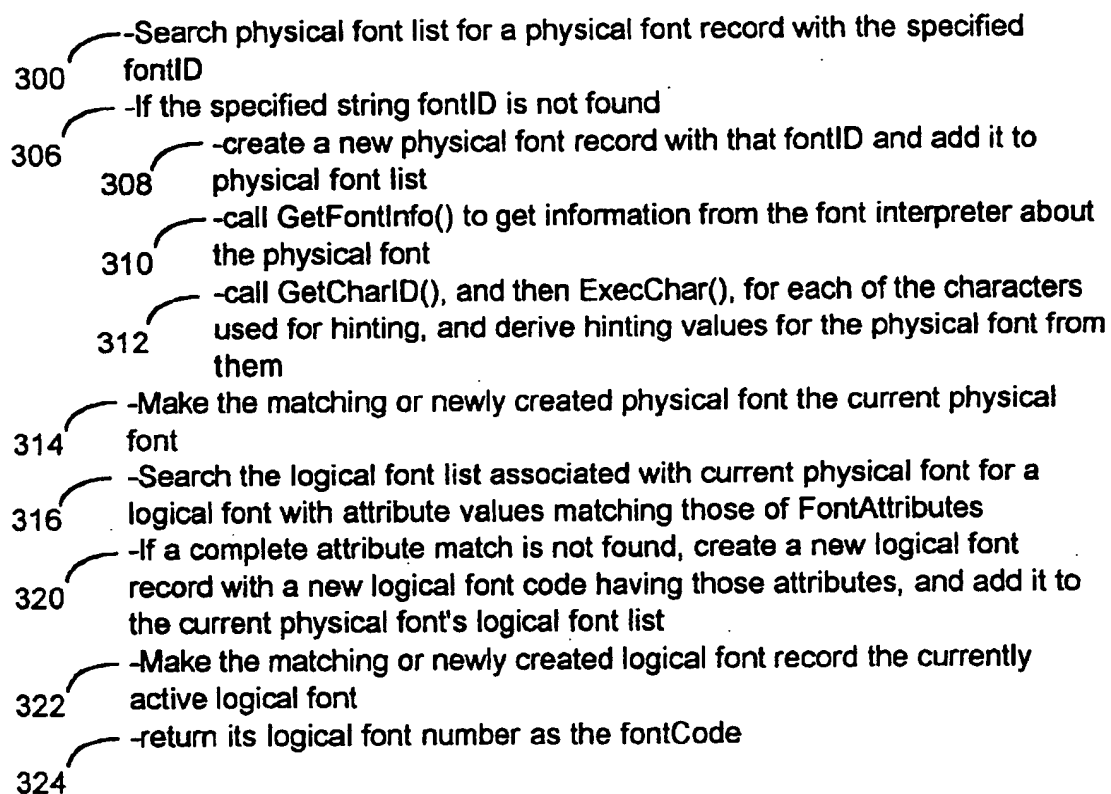 -Search physical font list for a physical font record with the specified
300 fontID
-If the specified string fontID is not found
306
-create a new physical font record with that fontID and add it to
308 physical font list
-call GetFontInfo() to get information from the font interpreter about
310 the physical font
-call GetCharID(), and then ExecChar(), for each of the characters
312 used for hinting, and derive hinting values for the physical font from
them
-Make the matching or newly created physical font the current physical
314 font
-Search the logical font list associated with current physical font for a
316 logical font with attribute values matching those of FontAttributes
-If a complete attribute match is not found, create a new logical font
320 record with a new logical font code having those attributes, and add it to
the current physical font's logical font list
-Make the matching or newly created logical font record the currently
322 active logical font
-return its logical font number as the fontCode
324